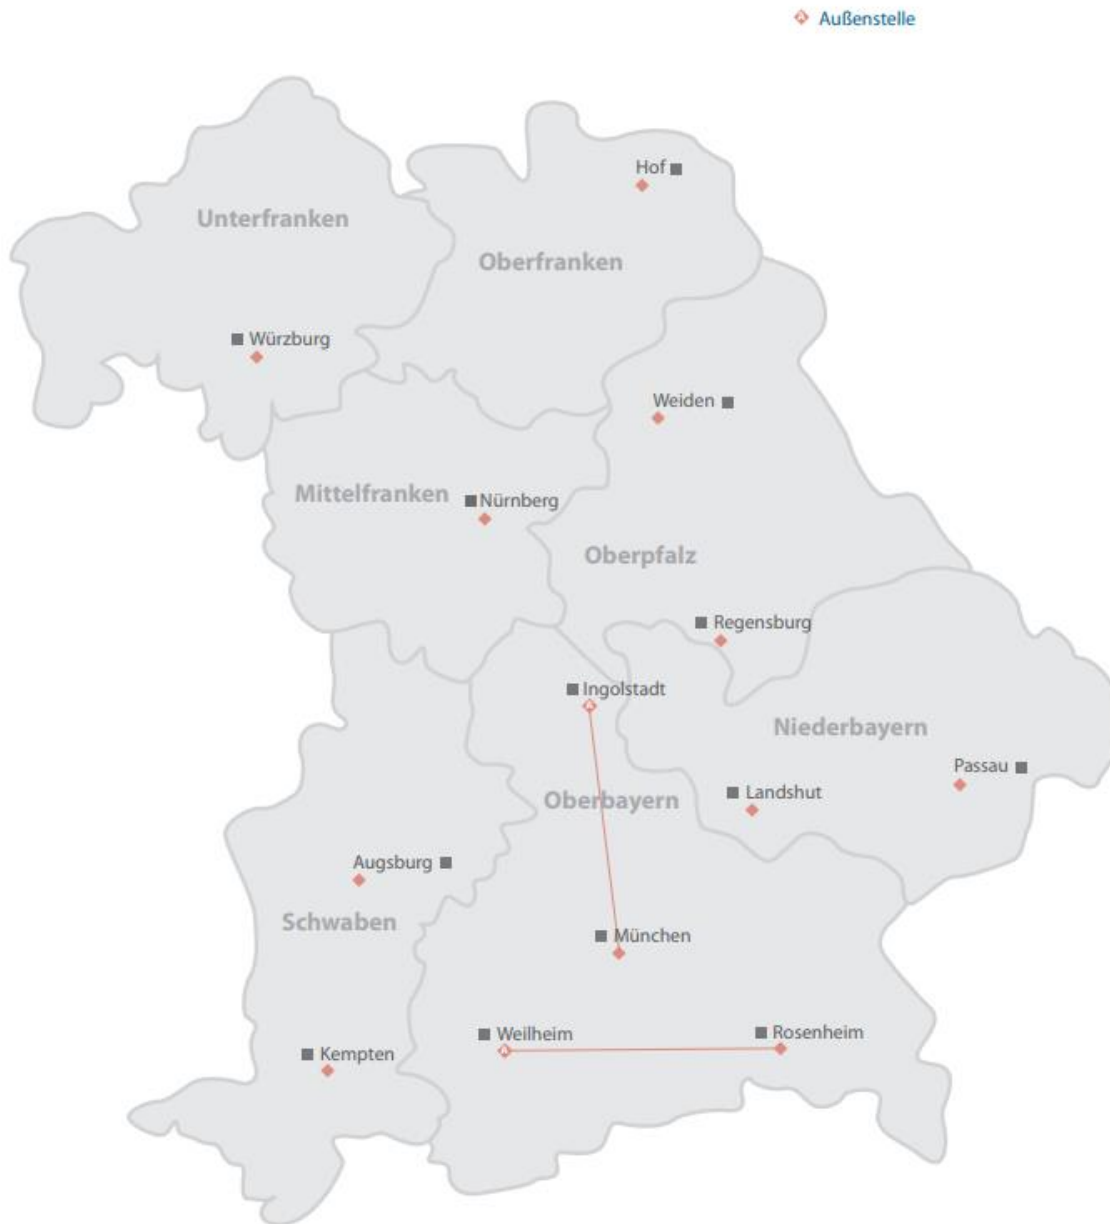 Außenstelle
Hof
Unterfranken
Oberfranken
Würzburg
Weiden
Mittelfranken
Nürnberg
Oberpfalz
Regensburg
Ingolstadt
Niederbayern
Passau
Landshut
Oberbayern
Augsburg
Schwaben
München
Weilheim
Rosenheim
Kempten